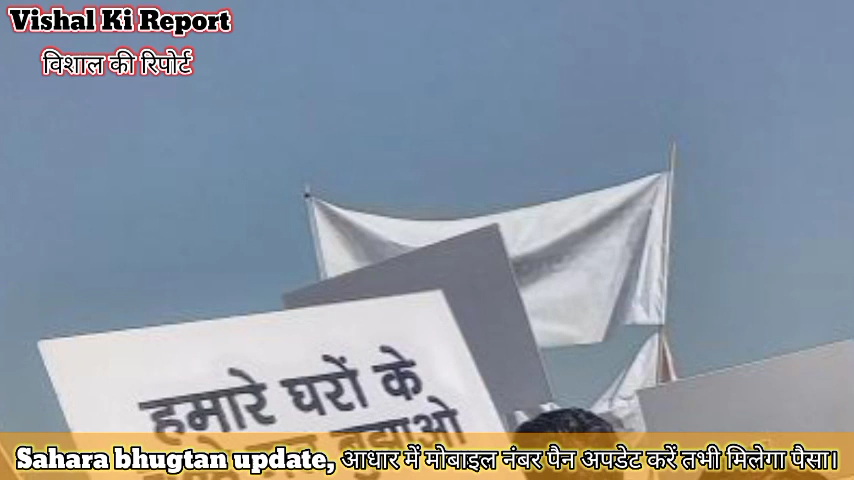 Vishal Ki Report
विशाल की रिपोर्ट
हमारे घरों के
बुझाओ
Sahara bhugtan update, आधार में मोबाइल नंबर पैन अपडेट करें तभी मिलेगा पैसा।